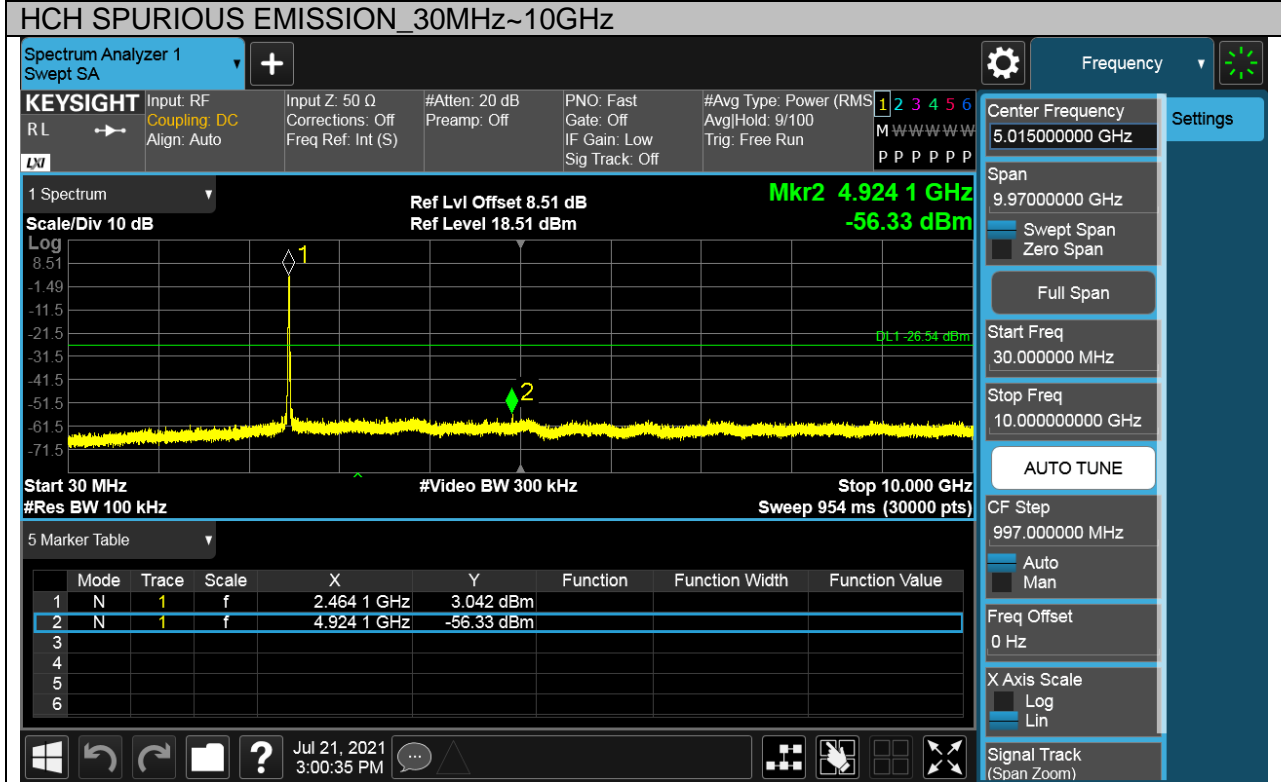 HCH SPURIOUS EMISSION_30MHz~10GHz
Spectrum Analyzer 1
Swept SA
+
Frequency
KEYSIGHT
RL
LXI
Input: RF
Coupling: DC
Align: Auto
Input Z: 50 Ω
Corrections: Off
Freq Ref: Int (S)
#Atten: 20 dB
Preamp: Off
PNO: Fast
Gate: Off
IF Gain: Low
Sig Track: Off
#Avg Type: Power (RMS
Avg|Hold: 9/100
Trig: Free Run
1 2 3 4 5 6
M W W W W W
P P P P P P
1 Spectrum
Scale/Div 10 dB
Ref Lvl Offset 8.51 dB
Ref Level 18.51 dBm
Mkr2 4.924 1 GHz
-56.33 dBm
Log
8.51
-1.49
-11.5
-21.5
-31.5
-41.5
-51.5
-61.5
-71.5
1
2
DL1 -26.54 dBm
Start 30 MHz
#Video BW 300 kHz
Stop 10.000 GHz
#Res BW 100 kHz
Sweep 954 ms (30000 pts)
5 Marker Table
Mode Trace Scale X Y Function Function Width Function Value
1 N 1 f 2.464 1 GHz 3.042 dBm
2 N 1 f 4.924 1 GHz -56.33 dBm
3
4
5
6
Center Frequency
5.015000000 GHz
Settings
Span
9.97000000 GHz
Swept Span
Zero Span
Full Span
Start Freq
30.000000 MHz
Stop Freq
10.000000000 GHz
AUTO TUNE
CF Step
997.000000 MHz
Auto
Man
Freq Offset
0 Hz
X Axis Scale
Log
Lin
Signal Track
(Span Zoom)
?
Jul 21, 2021
3:00:35 PM